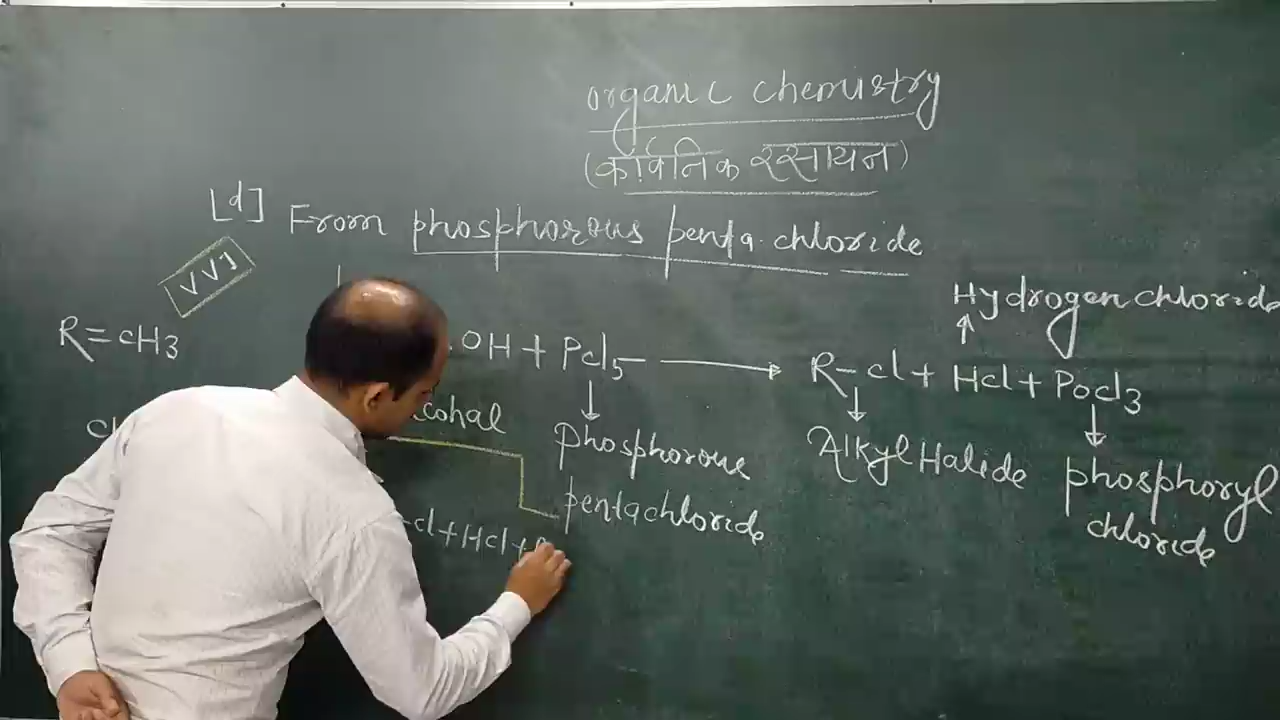 organic chemistry
(कार्वनिक रसायन)
[d] From phosphorous penta. chloride
VVI
Hydrogen chloride
R=cH3
.OH + Pcl5 → R-cl + Hcl + Pocl3
cohal
phosphorous pentachloride
Alkyl Halide
phosphoryl chloride
cl+Hcl+